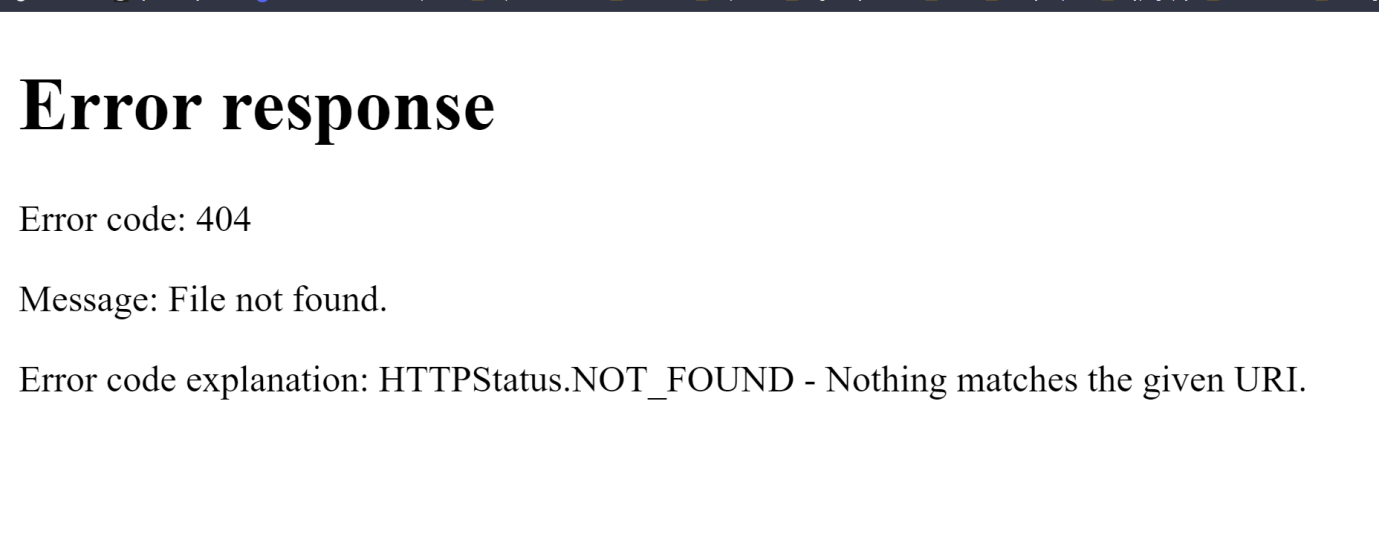 Error response
Error code: 404
Message: File not found.
Error code explanation: HTTPStatus.NOT_FOUND - Nothing matches the given URI.